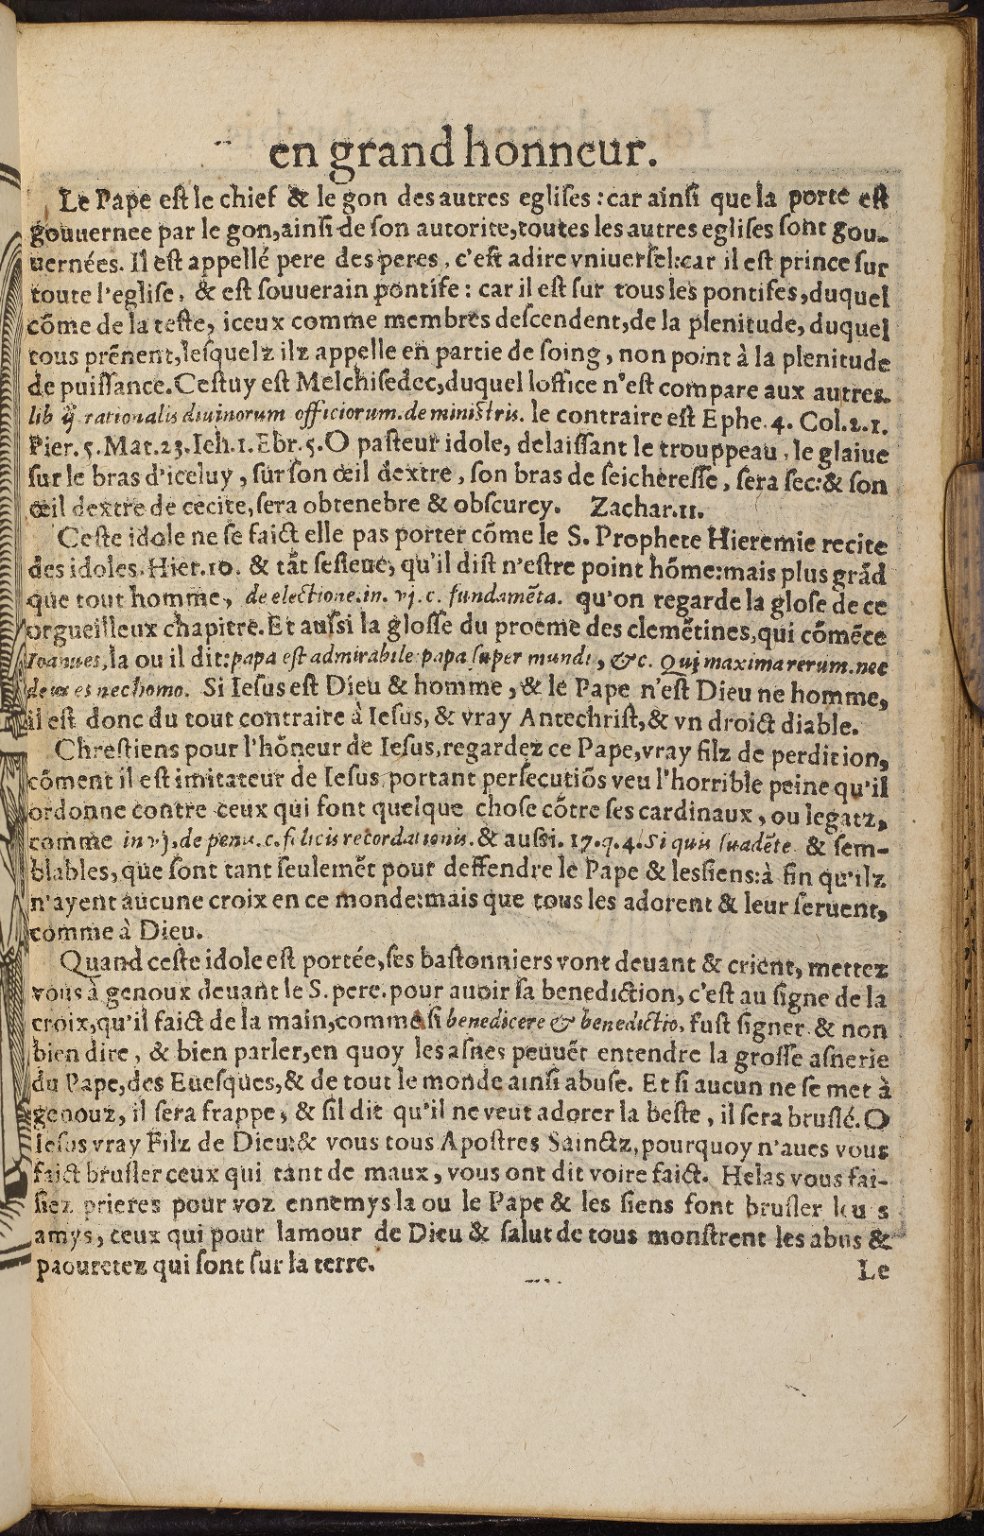 en grand honneur.
Le Pape eſt le chief & le gon des autres egliſes : car ainſi que la porte eſt
gouuernee par le gon, ainſi de ſon autorite, toutes les autres egliſes ſont gou-
uernées. Il eſt appellé pere des peres, c'eſt adire vniuerſel: car il eſt prince ſur
toute l'egliſe, & eſt ſouuerain pontife : car il eſt ſur tous les pontifes, duquel
cõme de la teſte, iceux comme membres deſcendent, de la plenitude, duquel
tous prẽnent, leſquelz ilz appelle en partie de ſoing, non point à la plenitude
de puiſſance. Ceſtuy eſt Melchiſedec, duquel loffice n'eſt compare aux autres.
lib ij rationalis diuinorum officiorum. de miniſtris. le contraire eſt Ephe. 4. Col. 2. 1.
Pier. 5. Mat. 23. Ieh. 1. Ebr. 5. O paſteur idole, delaiſſant le trouppeau, le glaiue
ſur le bras d'iceluy, ſur ſon œil dextre, ſon bras de ſeichereſſe, ſera ſec: & ſon
œil dextre de cecite, ſera obtenebre & obſcurcy. Zachar. 11.
Ceſte idole ne ſe faict elle pas porter cõme le S. Prophete Hieremie recite
des idoles. Hier. 10. & tãt ſeſleue, qu'il diſt n'eſtre point hõme: mais plus grãd
que tout homme, de electione. in. vj. c. fundamẽta. qu'on regarde la gloſe de ce
orgueilleux chapitre. Et auſſi la gloſſe du proeme des clemẽtines, qui cõmẽce
Ioannes, la ou il dit: papa eſt admirabile papa ſuper mundi, &c. Qui maxima rerum. nec
deus es nec homo. Si Ieſus eſt Dieu & homme, & le Pape n'eſt Dieu ne homme,
il eſt donc du tout contraire à Ieſus, & vray Antechriſt, & vn droict diable.
Chreſtiens pour l'hõneur de Ieſus, regardez ce Pape, vray filz de perdition,
cõment il eſt imitateur de Ieſus portant perſecutiõs veu l'horrible peine qu'il
ordonne contre ceux qui font quelque choſe cõtre ſes cardinaux, ou legatz,
comme in vj. de penu. c. felicis recordationis. & auſſi. 17. q. 4. Si quis ſuadẽte & ſem-
blables, que ſont tant ſeulemẽt pour deffendre le Pape & les ſiens: à fin qu'ilz
n'ayent aucune croix en ce monde: mais que tous les adorent & leur ſeruent,
comme à Dieu.
Quand ceſte idole eſt portée, ſes baſtonniers vont deuant & crient, mettez
vous à genoux deuant le S. pere. pour auoir ſa benediction, c'eſt au ſigne de la
croix, qu'il faict de la main, comme ſi benedicere & benedictio, fuſt ſigner & non
bien dire, & bien parler, en quoy les aſnes peuuẽt entendre la groſſe aſnerie
du Pape, des Eueſques, & de tout le monde ainſi abuſe. Et ſi aucun ne ſe met à
genouz, il ſera frappe, & ſil dit qu'il ne veut adorer la beſte, il ſera bruſlé. O
Ieſus vray Filz de Dieu: & vous tous Apoſtres Sainctz, pourquoy n'aues vous
faict bruſler ceux qui tant de maux, vous ont dit voire faict. Helas vous fai-
ſiez prieres pour voz ennemys la ou le Pape & les ſiens font bruſler leurs
amys, ceux qui pour lamour de Dieu & ſalut de tous monſtrent les abus &
paouretez qui ſont ſur la terre.
Le